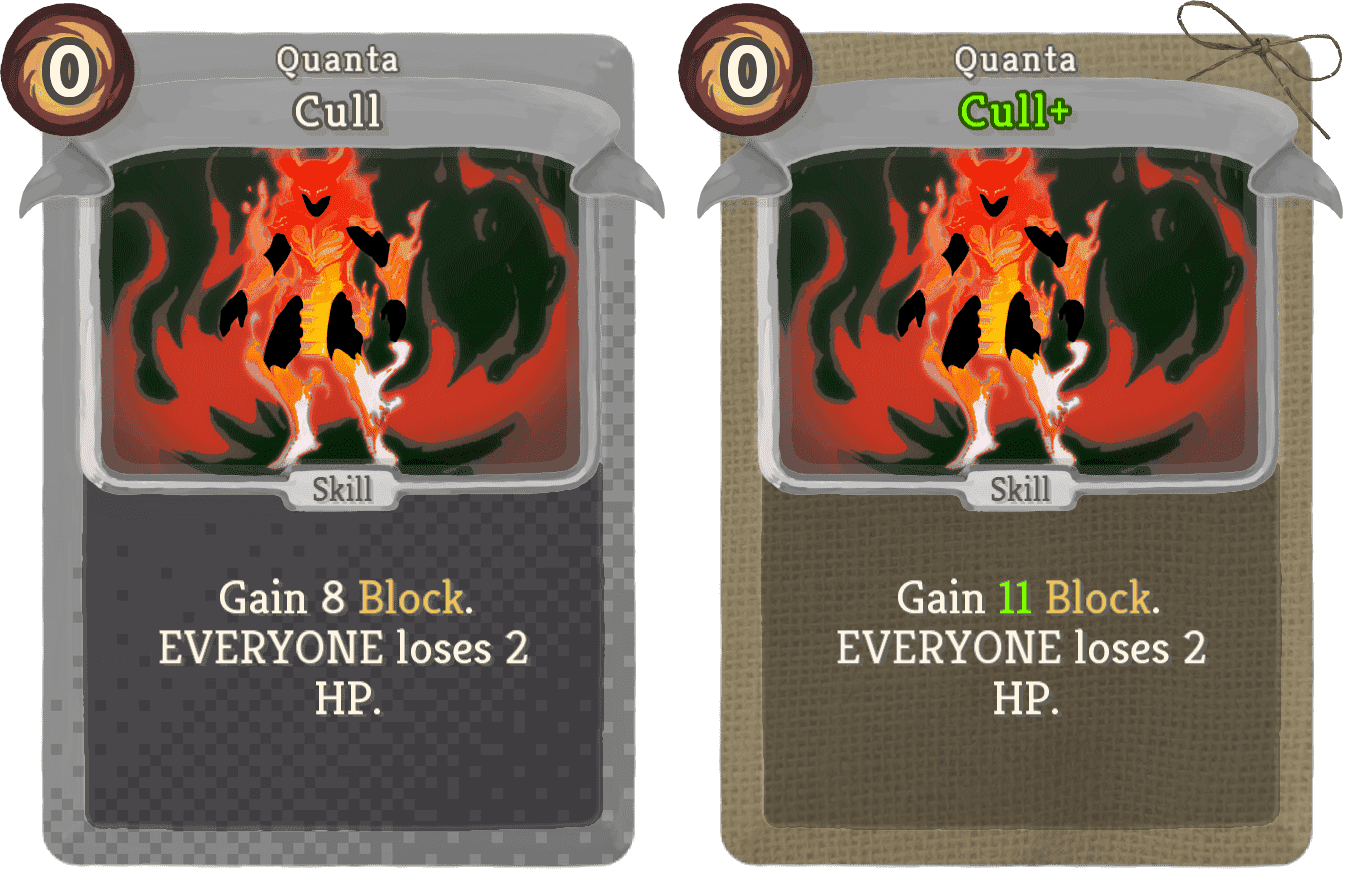 0
Quanta
Cull
Skill
Gain 8 Block.
EVERYONE loses 2
HP.
0
Quanta
Cull+
Skill
Gain 11 Block.
EVERYONE loses 2
HP.